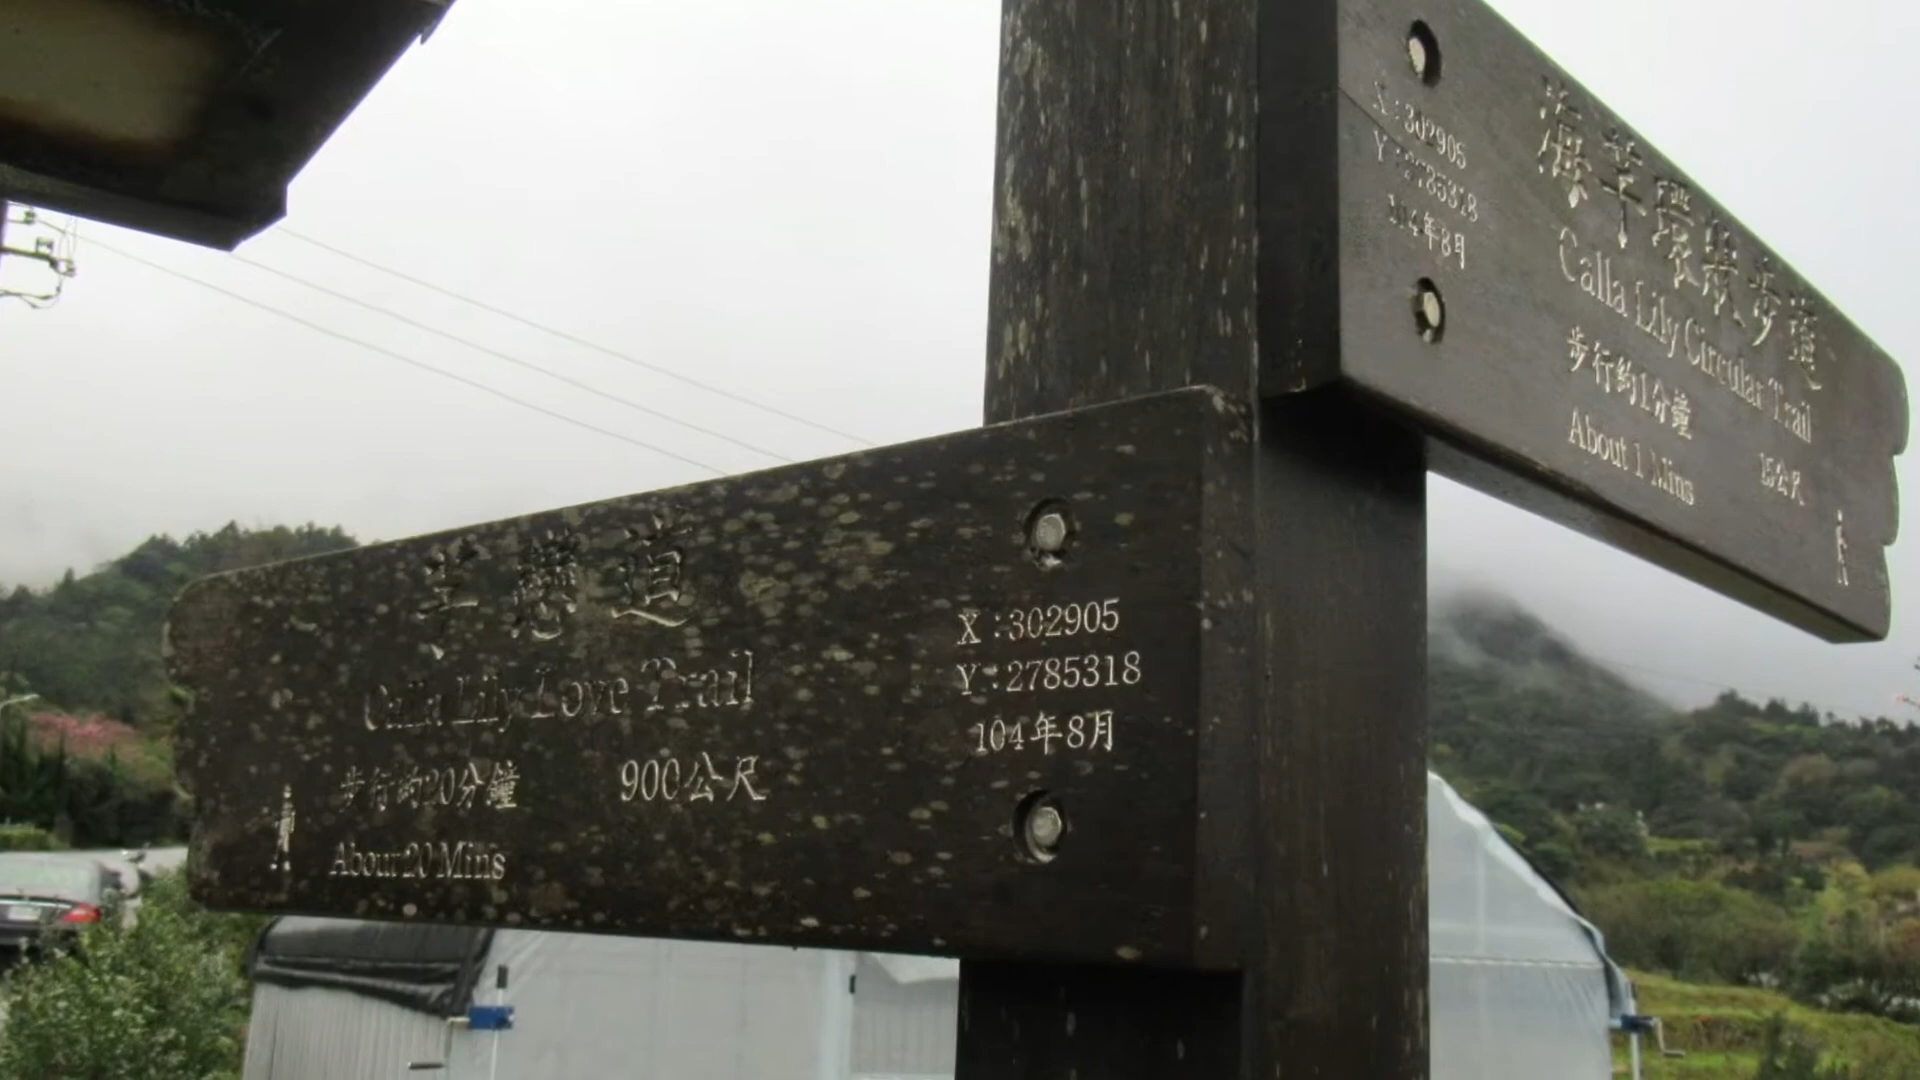 芋戀道
Calla Lily Love Trail
步行約20分鐘
900公尺
About 20 Mins
X:302905
Y:2785318
104年8月
X:302905
Y:2785318
104年8月
海芋環狀步道
Calla Lily Circular Trail
步行約1分鐘
About 1 Mins
15公尺